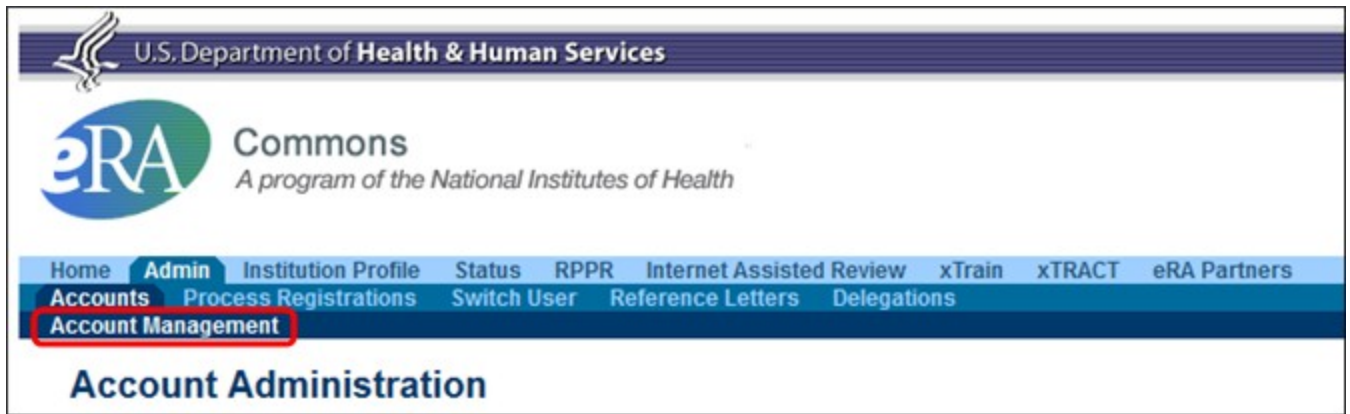 U.S. Department of Health & Human Services
eRA
Commons
A program of the National Institutes of Health
Home Admin Institution Profile Status RPPR Internet Assisted Review xTrain xTRACT eRA Partners
Accounts Process Registrations Switch User Reference Letters Delegations
Account Management
Account Administration